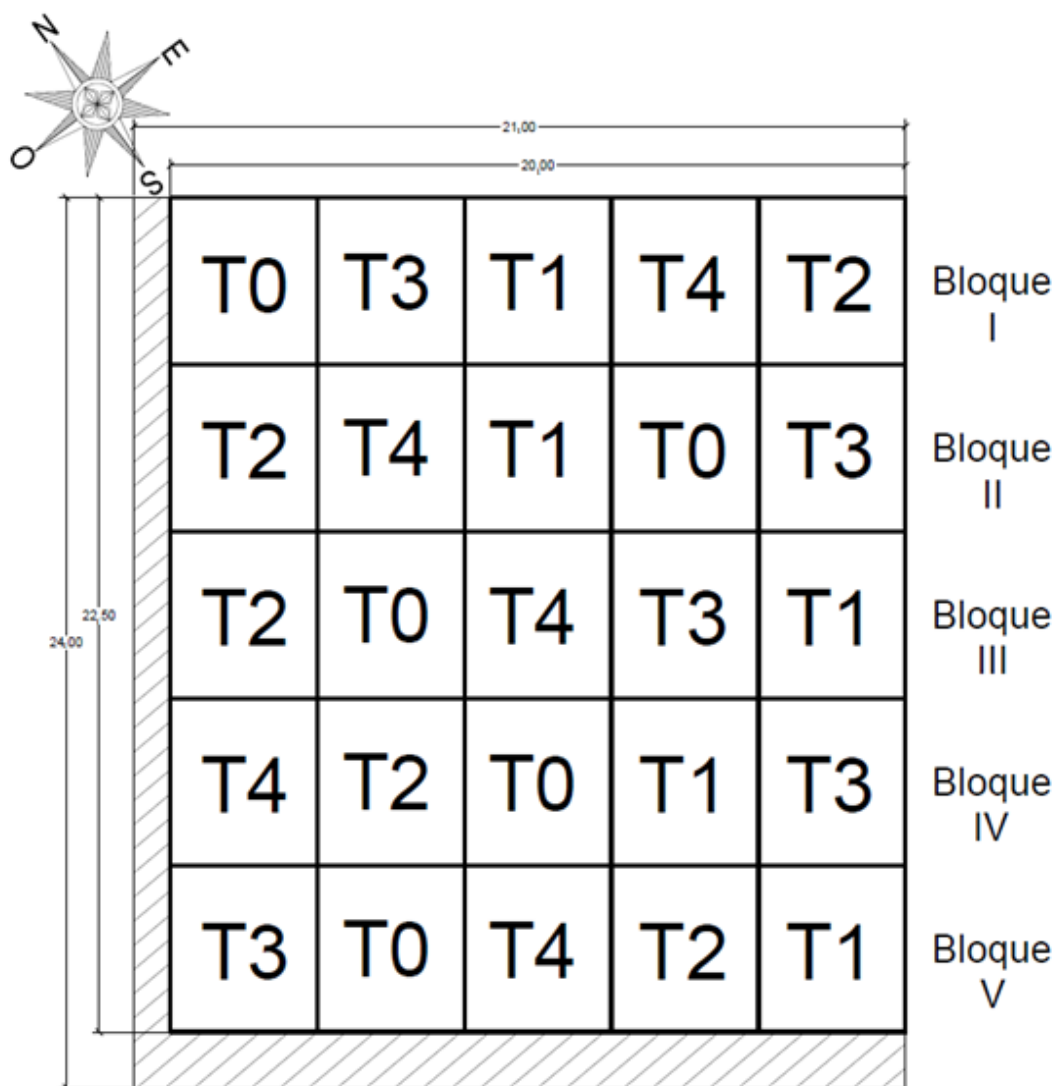 N
E
O
S
21,00
20,00
T0 T3 T1 T4 T2 Bloque
I
T2 T4 T1 T0 T3 Bloque
II
22,50
24,00
T2 T0 T4 T3 T1 Bloque
III
T4 T2 T0 T1 T3 Bloque
IV
T3 T0 T4 T2 T1 Bloque
V